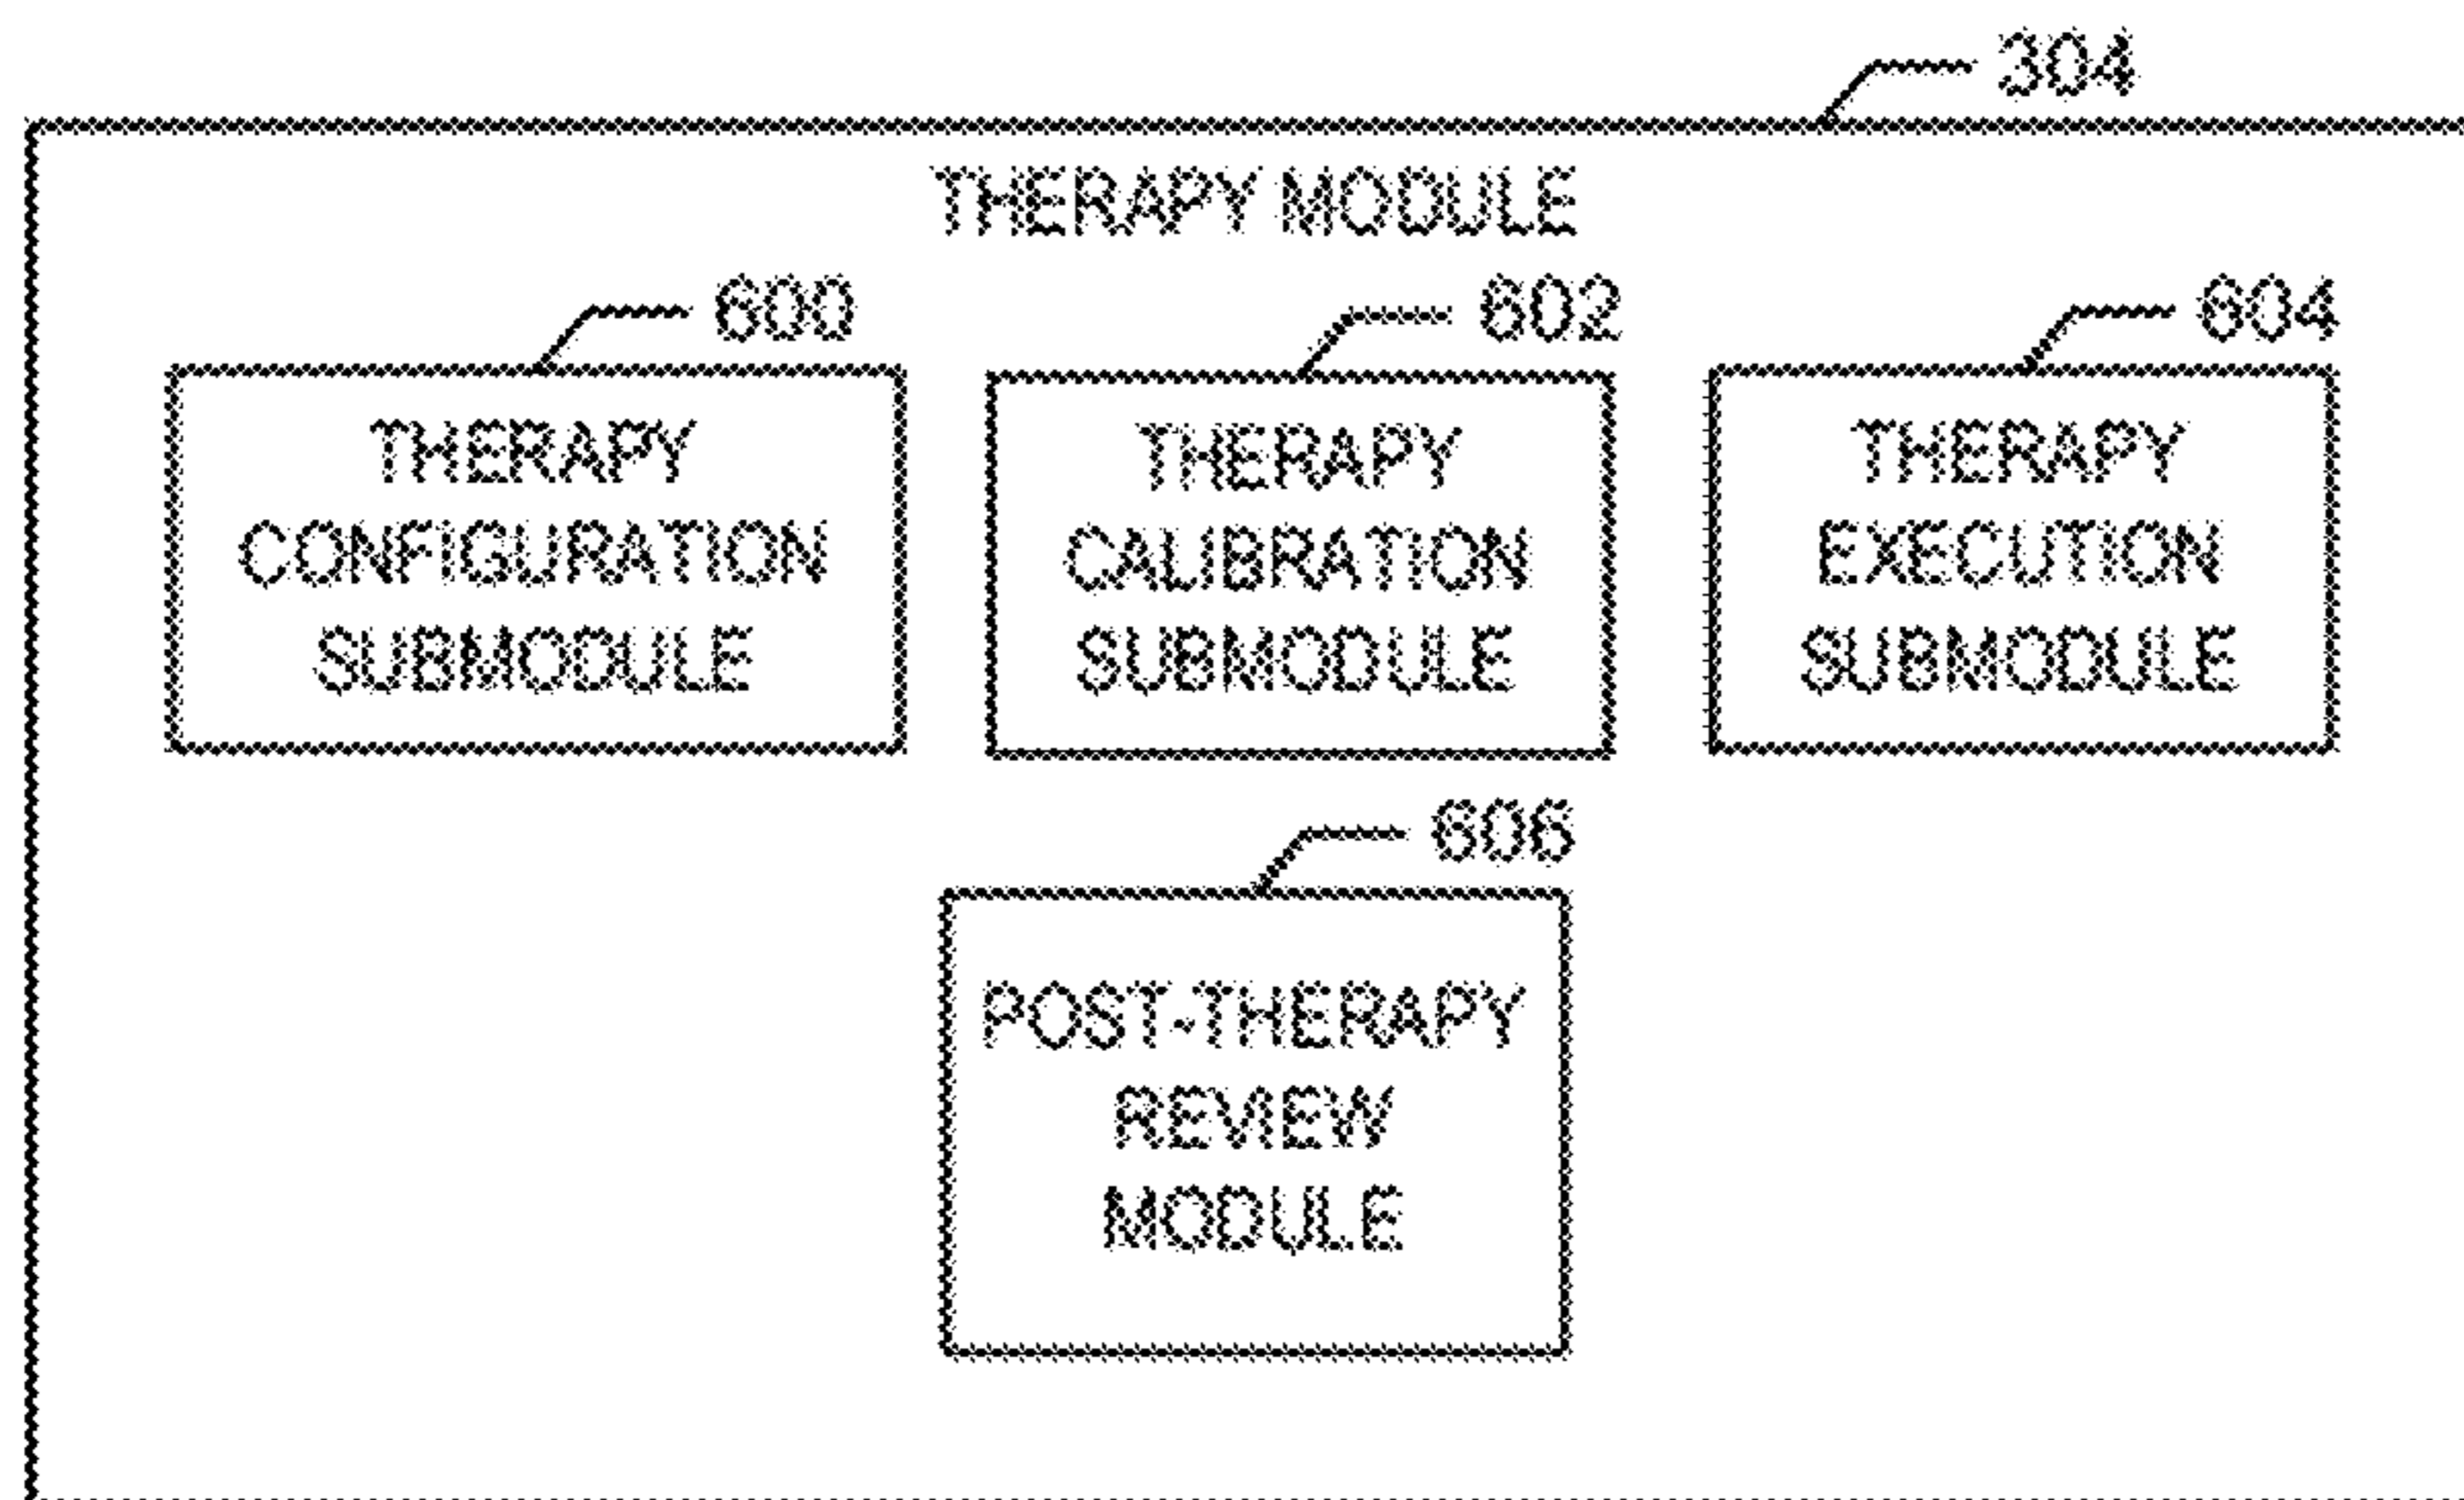 304
THERAPY MODULE
600
THERAPY
CONFIGURATION
SUBMODULE
602
THERAPY
CALIBRATION
SUBMODULE
604
THERAPY
EXECUTION
SUBMODULE
606
POST-THERAPY
REVIEW
MODULE